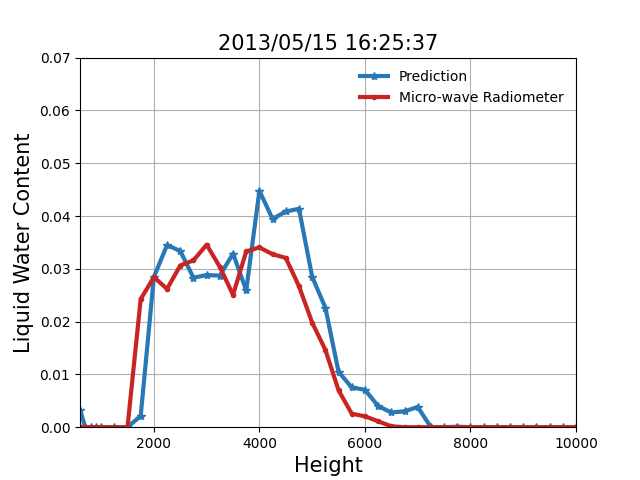 2013/05/15 16:25:37
Prediction
Micro-wave Radiometer
Liquid Water Content
0.07
0.06
0.05
0.04
0.03
0.02
0.01
0.00
2000 4000 6000 8000 10000
Height